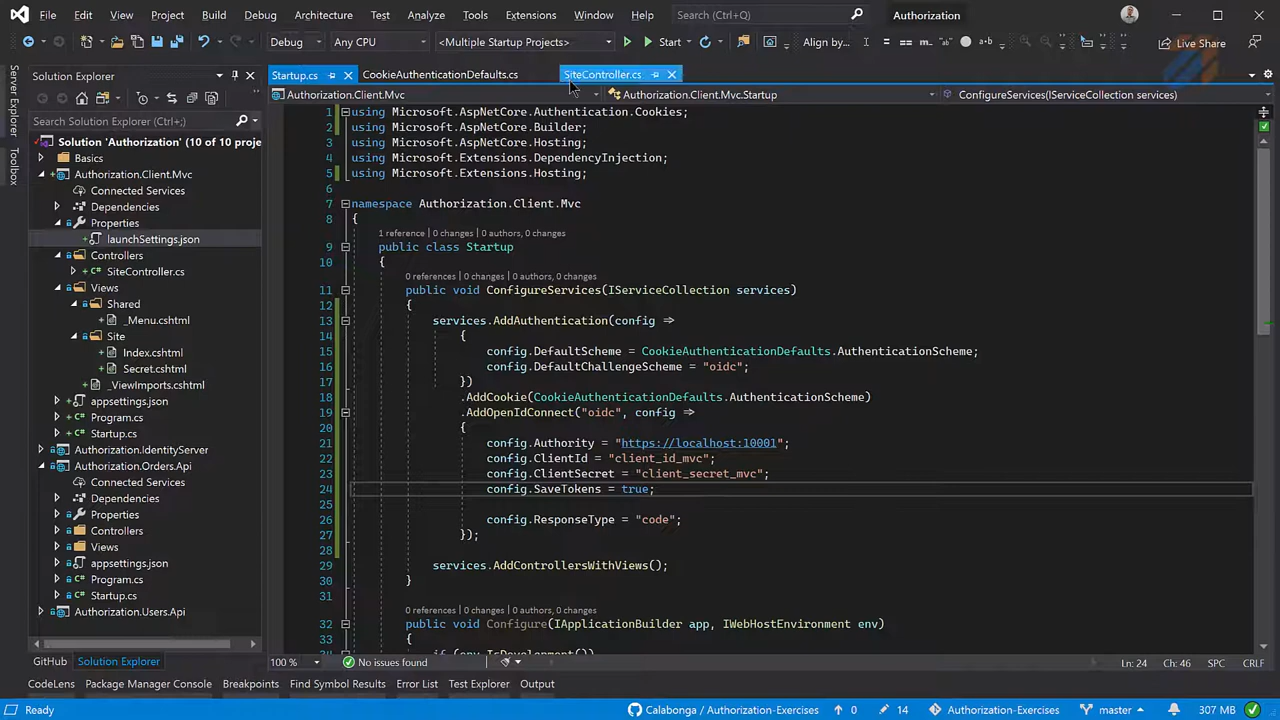 File Edit View Project Build Debug Architecture Test Analyze Tools Extensions Window Help Search (Ctrl+Q) Authorization
Debug Any CPU <Multiple Startup Projects> Start Align by... Live Share
Server Explorer
Toolbox
Solution Explorer
Search Solution Explorer (Ctrl+;)
Solution 'Authorization' (10 of 10 proje
Basics
Authorization.Client.Mvc
Connected Services
Dependencies
Properties
launchSettings.json
Controllers
SiteController.cs
Views
Shared
_Menu.cshtml
Site
Index.cshtml
Secret.cshtml
_ViewImports.cshtml
appsettings.json
Program.cs
Startup.cs
Authorization.IdentityServer
Authorization.Orders.Api
Connected Services
Dependencies
Properties
Controllers
Views
appsettings.json
Program.cs
Startup.cs
Authorization.Users.Api
GitHub Solution Explorer
Startup.cs CookieAuthenticationDefaults.cs SiteController.cs
Authorization.Client.Mvc Authorization.Client.Mvc.Startup ConfigureServices(IServiceCollection services)
1 using Microsoft.AspNetCore.Authentication.Cookies;
2 using Microsoft.AspNetCore.Builder;
3 using Microsoft.AspNetCore.Hosting;
4 using Microsoft.Extensions.DependencyInjection;
5 using Microsoft.Extensions.Hosting;
6
7 namespace Authorization.Client.Mvc
8 {
1 reference | 0 changes | 0 authors, 0 changes
9 public class Startup
10 {
0 references | 0 changes | 0 authors, 0 changes
11 public void ConfigureServices(IServiceCollection services)
12 {
13 services.AddAuthentication(config =>
14 {
15 config.DefaultScheme = CookieAuthenticationDefaults.AuthenticationScheme;
16 config.DefaultChallengeScheme = "oidc";
17 })
18 .AddCookie(CookieAuthenticationDefaults.AuthenticationScheme)
19 .AddOpenIdConnect("oidc", config =>
20 {
21 config.Authority = "https://localhost:10001";
22 config.ClientId = "client_id_mvc";
23 config.ClientSecret = "client_secret_mvc";
24 config.SaveTokens = true;
25
26 config.ResponseType = "code";
27 });
28
29 services.AddControllersWithViews();
30 }
31
0 references | 0 changes | 0 authors, 0 changes
32 public void Configure(IApplicationBuilder app, IWebHostEnvironment env)
33 {
if (env.IsDevelopment())
100 % No issues found Ln: 24 Ch: 46 SPC CRLF
CodeLens Package Manager Console Breakpoints Find Symbol Results Error List Test Explorer Output
Ready Calabonga / Authorization-Exercises 0 14 Authorization-Exercises master 307 MB